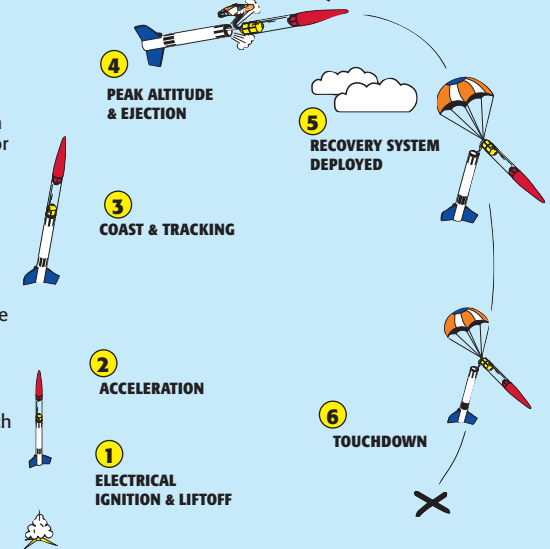 4
PEAK ALTITUDE
& EJECTION
5
RECOVERY SYSTEM
DEPLOYED
3
COAST & TRACKING
2
ACCELERATION
6
TOUCHDOWN
1
ELECTRICAL
IGNITION & LIFTOFF